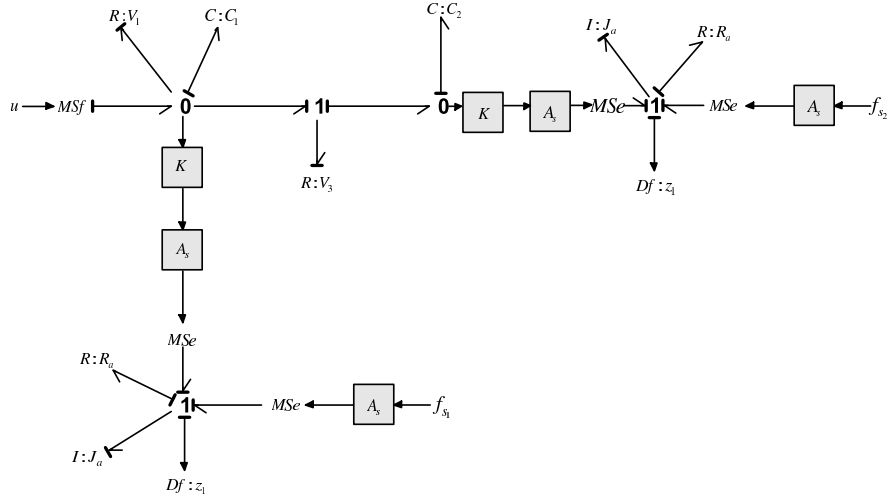 R:V₁
C:C₁
C:C₂
I:Jₐ
R:Rₐ
u
MSf
0
1
0
K
Aₛ
MSe
1
MSe
Aₛ
fₛ₂
R:V₃
Df:z₁
K
Aₛ
MSe
R:Rₐ
1
MSe
Aₛ
fₛ₁
I:Jₐ
Df:z₁